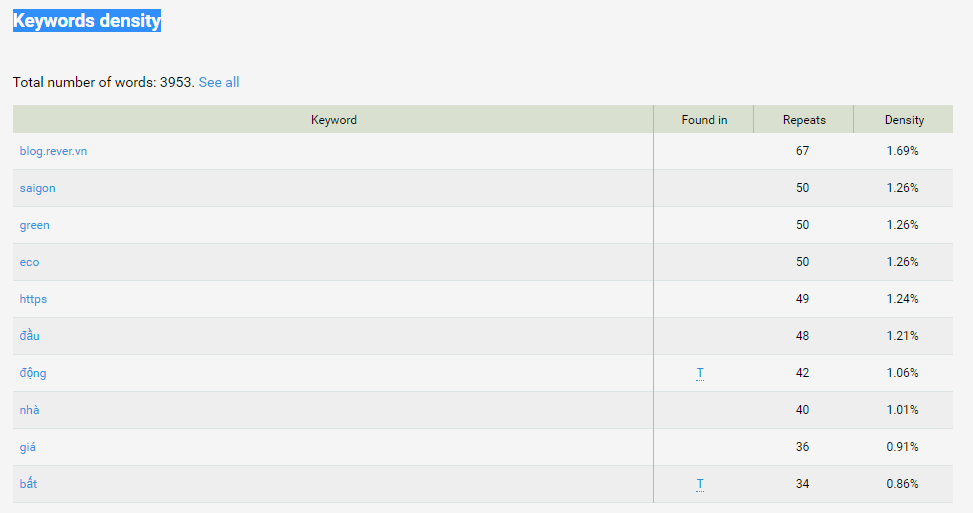 Keywords density
Total number of words: 3953. See all
Keyword Found in Repeats Density
blog.rever.vn 67 1.69%
saigon 50 1.26%
green 50 1.26%
eco 50 1.26%
https 49 1.24%
đầu 48 1.21%
động T 42 1.06%
nhà 40 1.01%
giá 36 0.91%
bất T 34 0.86%